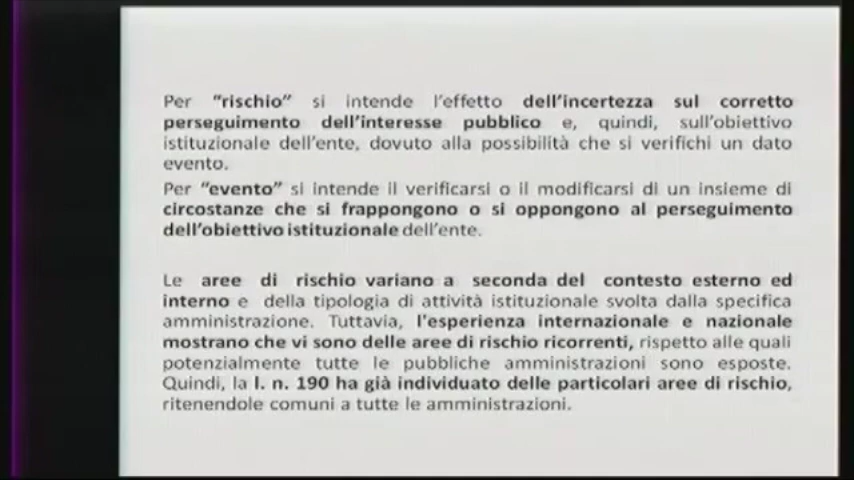 Per "rischio" si intende l'effetto dell'incertezza sul corretto
perseguimento dell'interesse pubblico e, quindi, sull'obiettivo
istituzionale dell'ente, dovuto alla possibilità che si verifichi un dato
evento.
Per "evento" si intende il verificarsi o il modificarsi di un insieme di
circostanze che si frappongono o si oppongono al perseguimento
dell'obiettivo istituzionale dell'ente.
Le aree di rischio variano a seconda del contesto esterno ed
interno e della tipologia di attività istituzionale svolta dalla specifica
amministrazione. Tuttavia, l'esperienza internazionale e nazionale
mostrano che vi sono delle aree di rischio ricorrenti, rispetto alle quali
potenzialmente tutte le pubbliche amministrazioni sono esposte.
Quindi, la l. n. 190 ha già individuato delle particolari aree di rischio,
ritenendole comuni a tutte le amministrazioni.